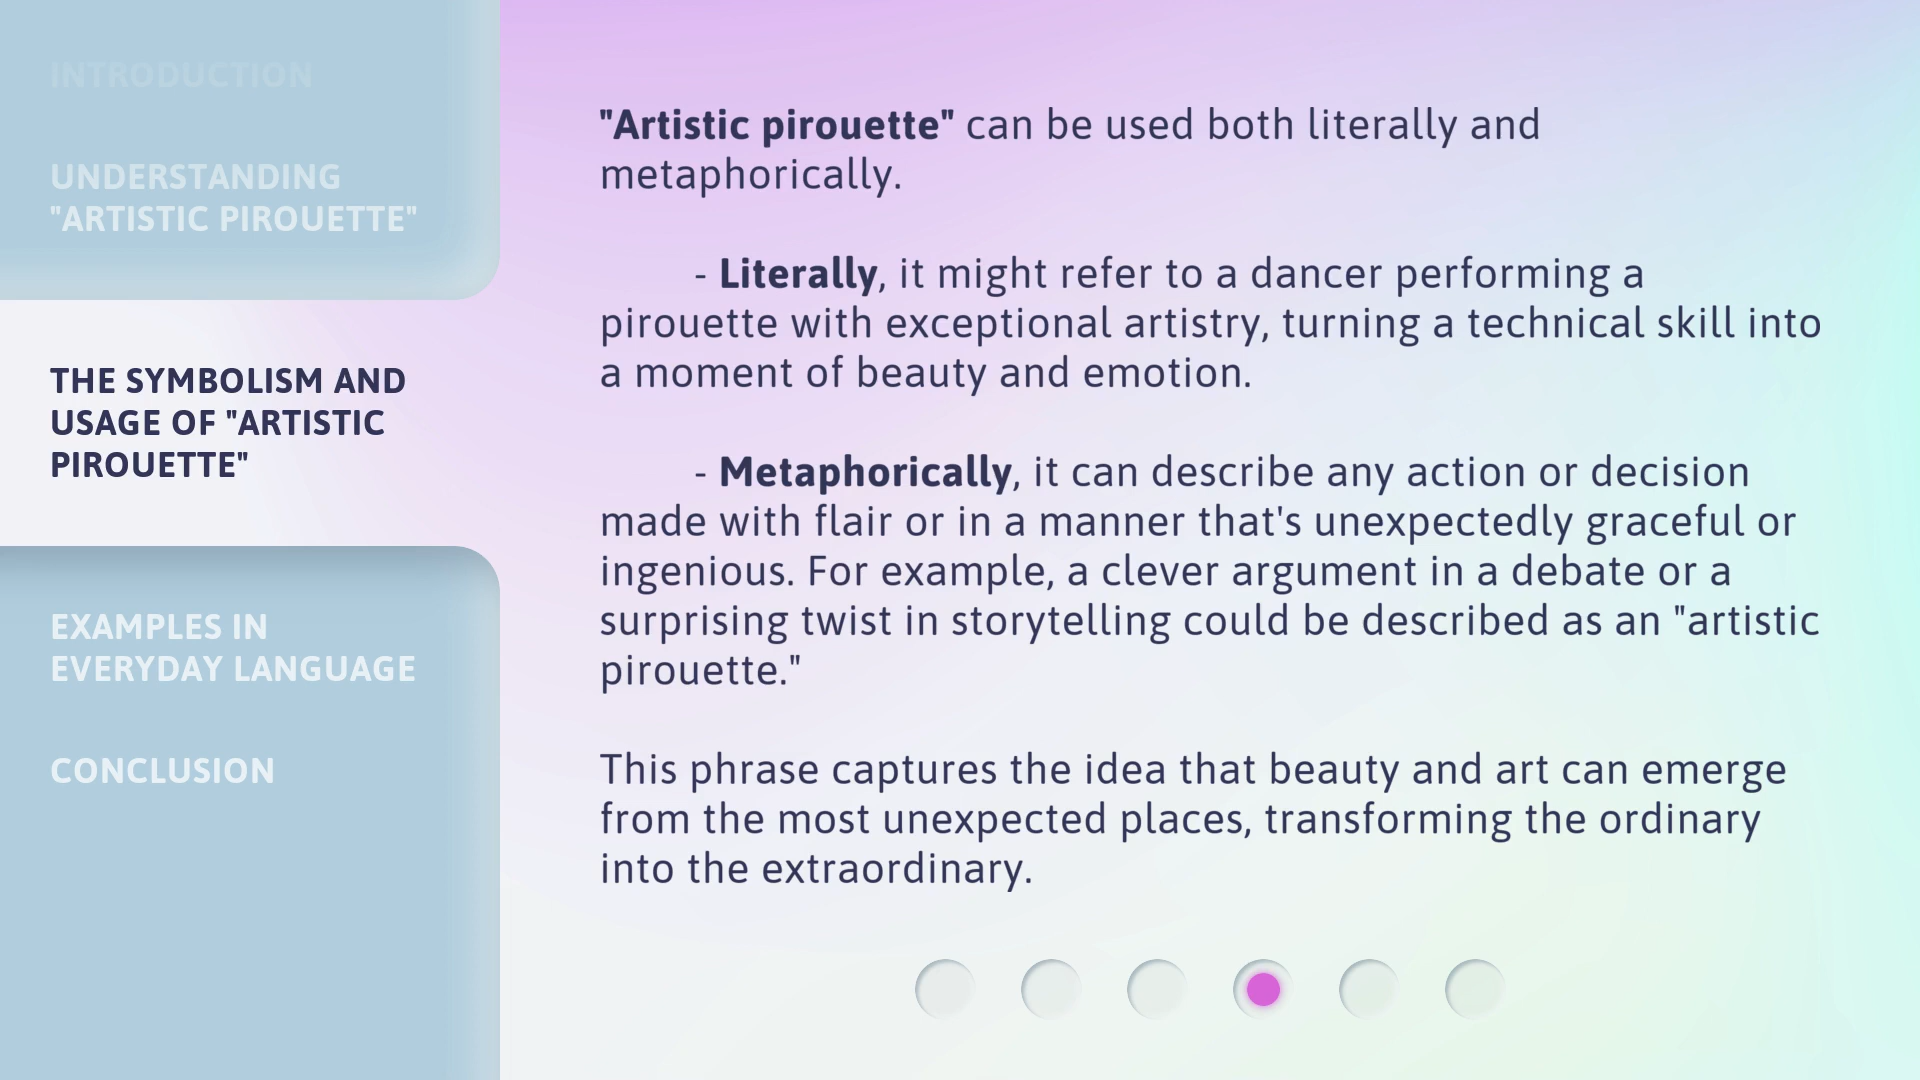 INTRODUCTION
UNDERSTANDING
"ARTISTIC PIROUETTE"
THE SYMBOLISM AND
USAGE OF "ARTISTIC
PIROUETTE"
EXAMPLES IN
EVERYDAY LANGUAGE
CONCLUSION
"Artistic pirouette" can be used both literally and
metaphorically.
- Literally, it might refer to a dancer performing a
pirouette with exceptional artistry, turning a technical skill into
a moment of beauty and emotion.
- Metaphorically, it can describe any action or decision
made with flair or in a manner that's unexpectedly graceful or
ingenious. For example, a clever argument in a debate or a
surprising twist in storytelling could be described as an "artistic
pirouette."
This phrase captures the idea that beauty and art can emerge
from the most unexpected places, transforming the ordinary
into the extraordinary.